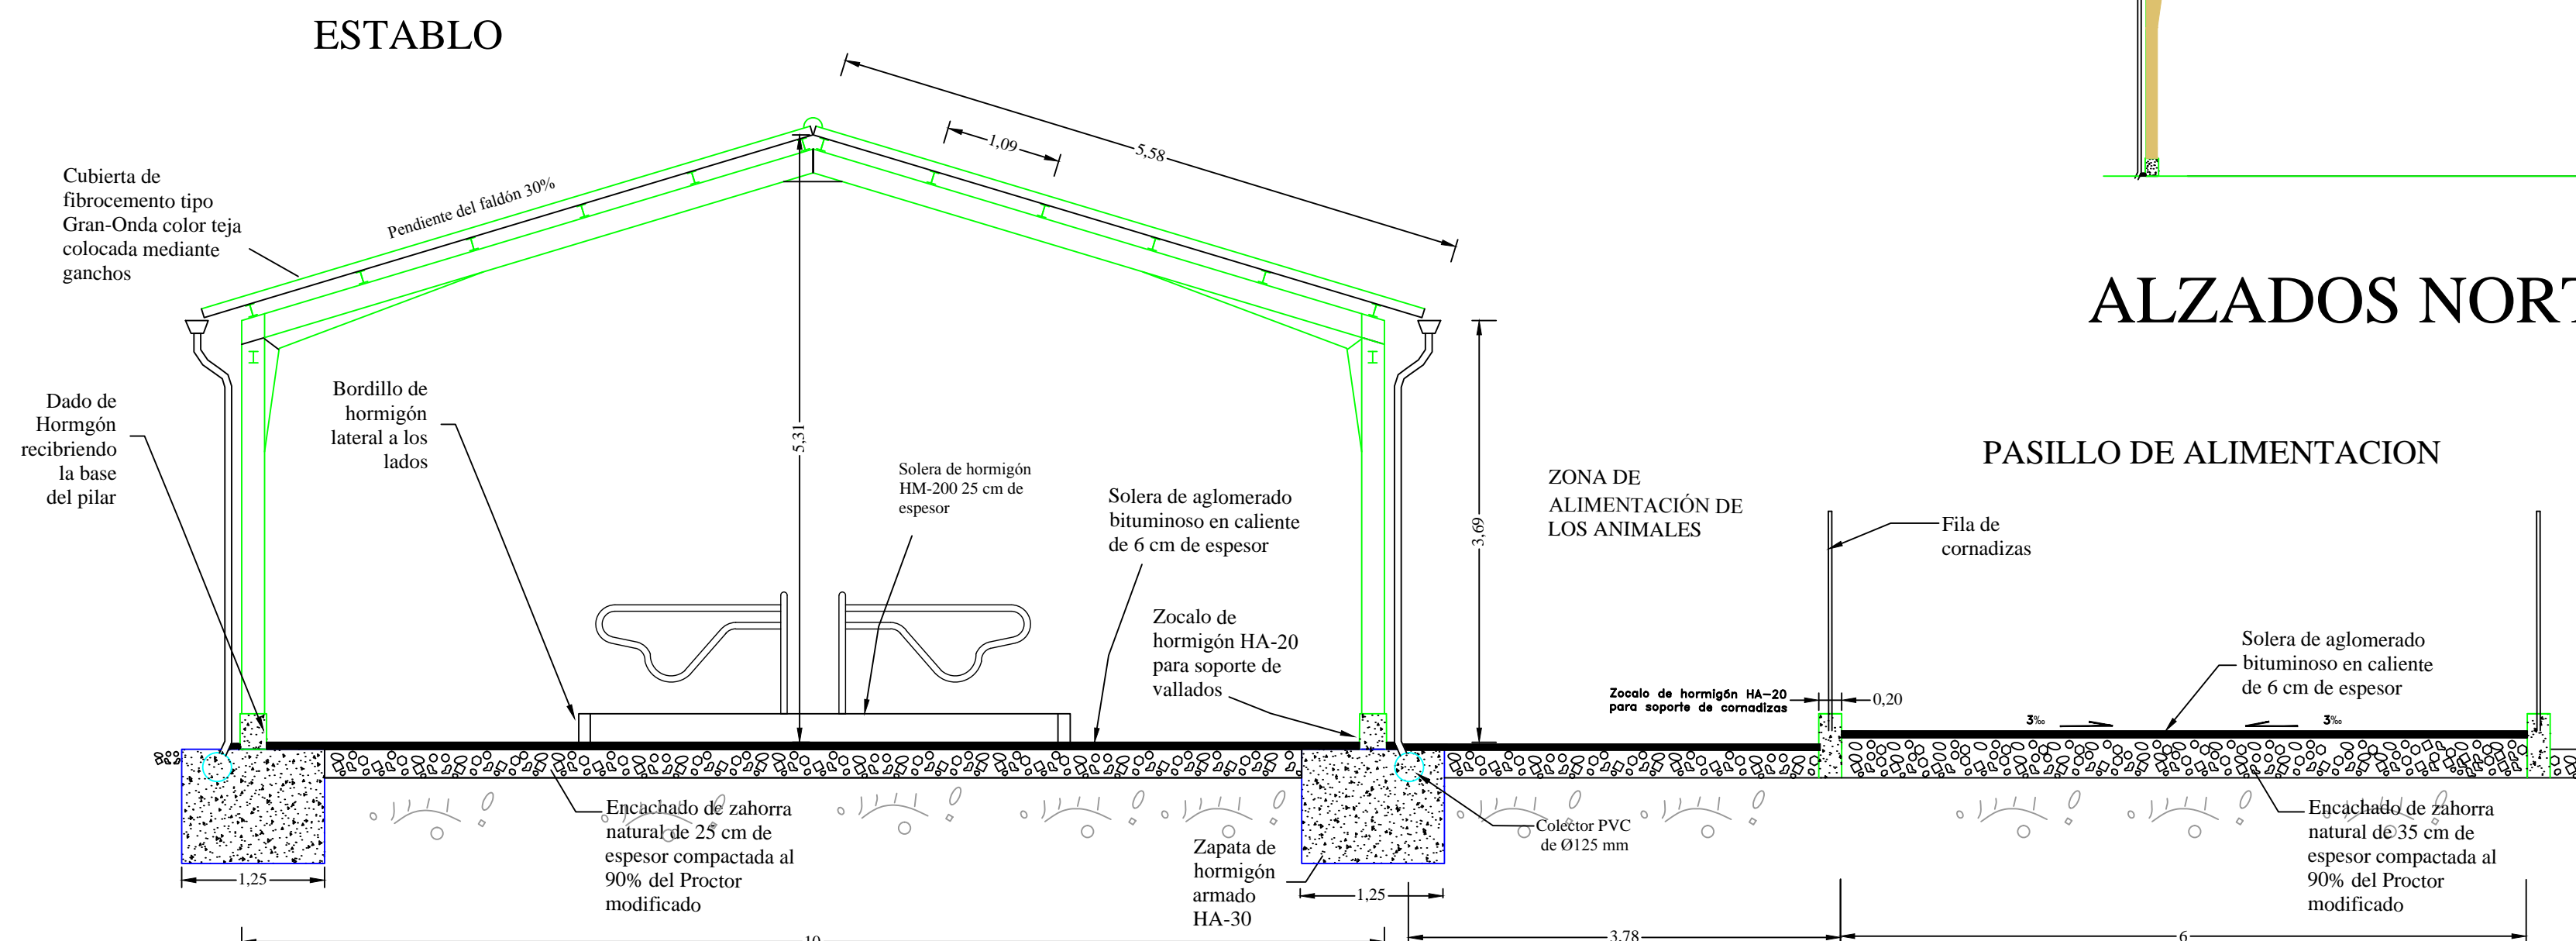 ESTABLO
5,58
1,09
Cubierta de
fibrocemento tipo
Gran-Onda color teja
colocada mediante
ganchos
Pendiente del faldón 30%
ALZADOS NORT
Dado de
Hormgón
recibriendo
la base
del pilar
Bordillo de
hormigón
lateral a los
lados
5,31
Solera de hormigón
HM-200 25 cm de
espesor
Solera de aglomerado
bituminoso en caliente
de 6 cm de espesor
3,69
ZONA DE
ALIMENTACIÓN DE
LOS ANIMALES
PASILLO DE ALIMENTACION
Fila de
cornadizas
Zocalo de
hormigón HA-20
para soporte de
vallados
Zocalo de hormigón HA-20
para soporte de cornadizas
0,20
Solera de aglomerado
bituminoso en caliente
de 6 cm de espesor
3‰
3‰
Encachado de zahorra
natural de 25 cm de
espesor compactada al
90% del Proctor
modificado
Zapata de
hormigón
armado
HA-30
Colector PVC
de Ø125 mm
Encachado de zahorra
natural de 35 cm de
espesor compactada al
90% del Proctor
modificado
1,25
1,25
10
3,78
6